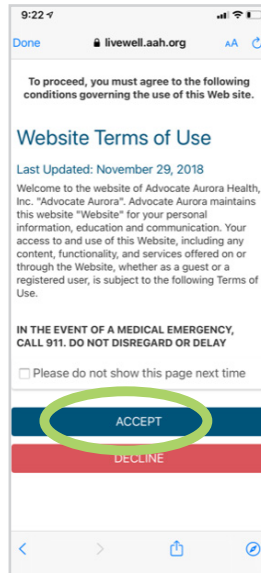 9:22
Done livewell.aah.org AA
To proceed, you must agree to the following
conditions governing the use of this Web site.
Website Terms of Use
Last Updated: November 29, 2018
Welcome to the website of Advocate Aurora Health,
Inc. "Advocate Aurora". Advocate Aurora maintains
this website "Website" for your personal
information, education and communication. Your
access to and use of this Website, including any
content, functionality, and services offered on or
through the Website, whether as a guest or a
registered user, is subject to the following Terms of
Use.
IN THE EVENT OF A MEDICAL EMERGENCY,
CALL 911. DO NOT DISREGARD OR DELAY
Please do not show this page next time
ACCEPT
DECLINE